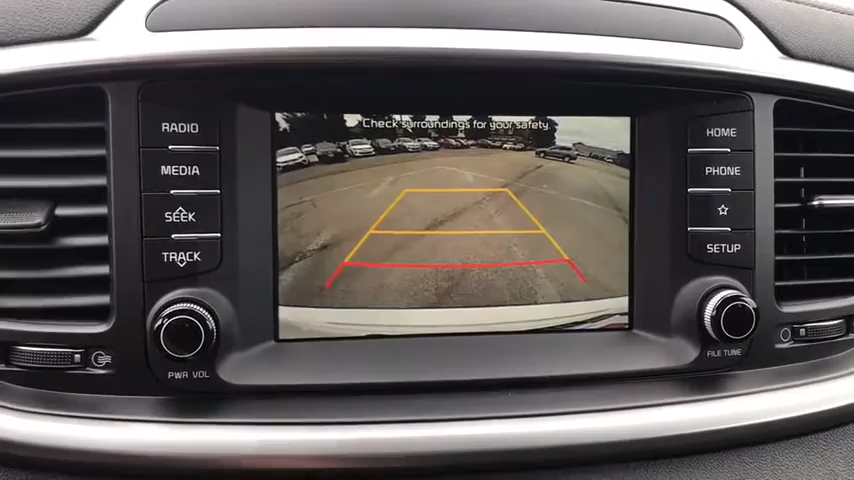 Check surroundings for your safety.
RADIO
MEDIA
SEEK
TRACK
PWR VOL
HOME
PHONE
SETUP
FILE TUNE